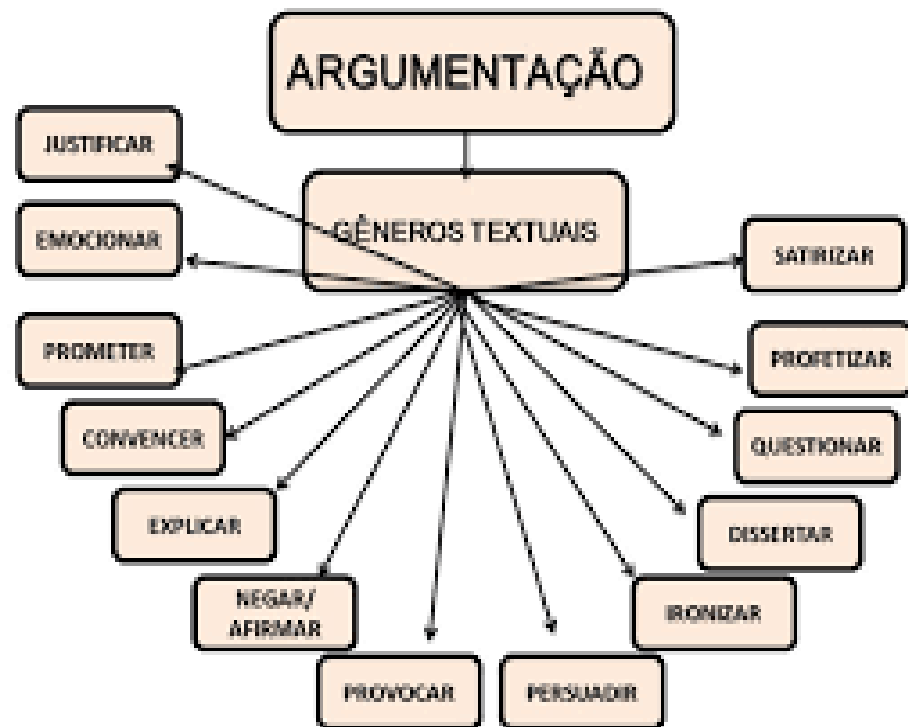 ARGUMENTAÇÃO
GÊNEROS TEXTUAIS
JUSTIFICAR
EMOCIONAR
PROMETER
CONVENCER
EXPLICAR
NEGAR/
AFIRMAR
PROVOCAR
PERSUADIR
IRONIZAR
DISSERTAR
QUESTIONAR
PROFETIZAR
SATIRIZAR